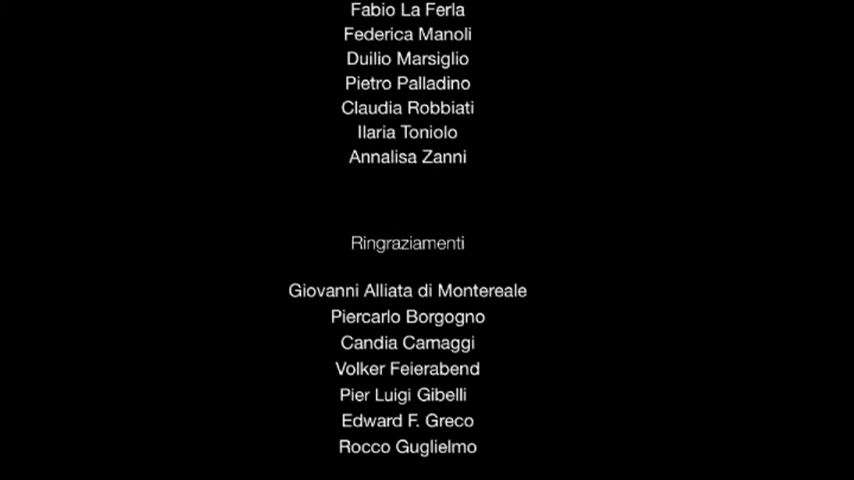 Fabio La Ferla
Federica Manoli
Duilio Marsiglio
Pietro Palladino
Claudia Robbiati
Ilaria Toniolo
Annalisa Zanni
Ringraziamenti
Giovanni Alliata di Montereale
Piercarlo Borgogno
Candia Camaggi
Volker Feierabend
Pier Luigi Gibelli
Edward F. Greco
Rocco Guglielmo